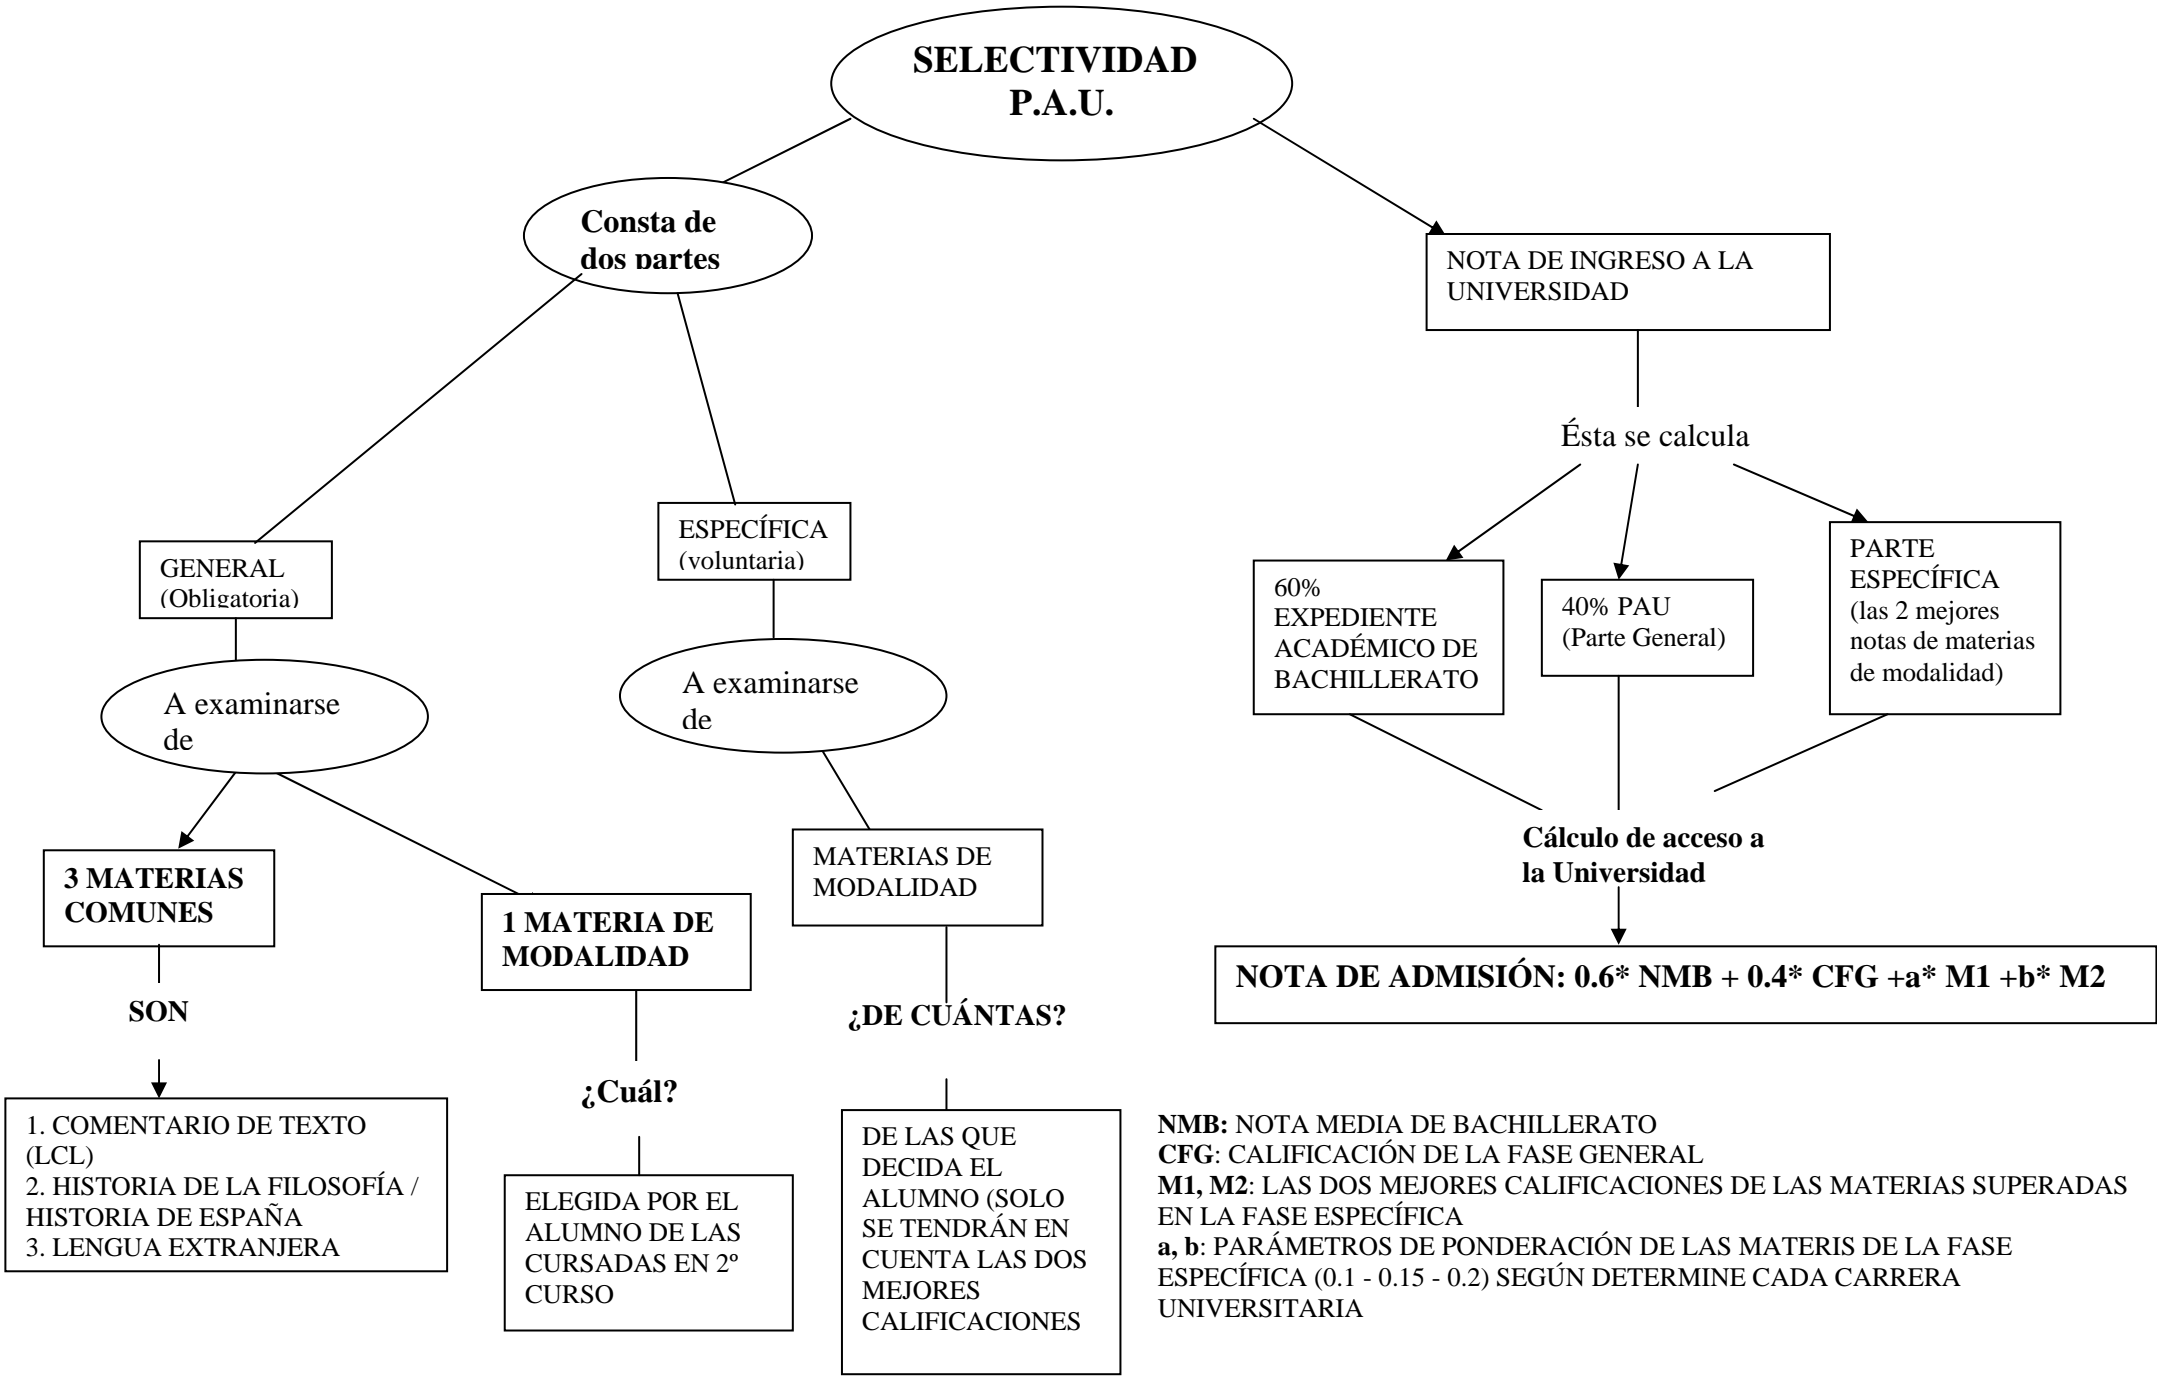 SELECTIVIDAD
P.A.U.
Consta de
dos partes
NOTA DE INGRESO A LA
UNIVERSIDAD
Ésta se calcula
GENERAL
(Obligatoria)
ESPECÍFICA
(voluntaria)
60%
EXPEDIENTE
ACADÉMICO DE
BACHILLERATO
40% PAU
(Parte General)
PARTE
ESPECÍFICA
(las 2 mejores
notas de materias
de modalidad)
A examinarse
de
A examinarse
de
3 MATERIAS
COMUNES
1 MATERIA DE
MODALIDAD
MATERIAS DE
MODALIDAD
Cálculo de acceso a
la Universidad
NOTA DE ADMISIÓN: 0.6* NMB + 0.4* CFG +a* M1 +b* M2
SON
¿Cuál?
¿DE CUÁNTAS?
1. COMENTARIO DE TEXTO
(LCL)
2. HISTORIA DE LA FILOSOFÍA /
HISTORIA DE ESPAÑA
3. LENGUA EXTRANJERA
ELEGIDA POR EL
ALUMNO DE LAS
CURSADAS EN 2º
CURSO
DE LAS QUE
DECIDA EL
ALUMNO (SOLO
SE TENDRÁN EN
CUENTA LAS DOS
MEJORES
CALIFICACIONES
NMB: NOTA MEDIA DE BACHILLERATO
CFG: CALIFICACIÓN DE LA FASE GENERAL
M1, M2: LAS DOS MEJORES CALIFICACIONES DE LAS MATERIAS SUPERADAS
EN LA FASE ESPECÍFICA
a, b: PARÁMETROS DE PONDERACIÓN DE LAS MATERIS DE LA FASE
ESPECÍFICA (0.1 - 0.15 - 0.2) SEGÚN DETERMINE CADA CARRERA
UNIVERSITARIA